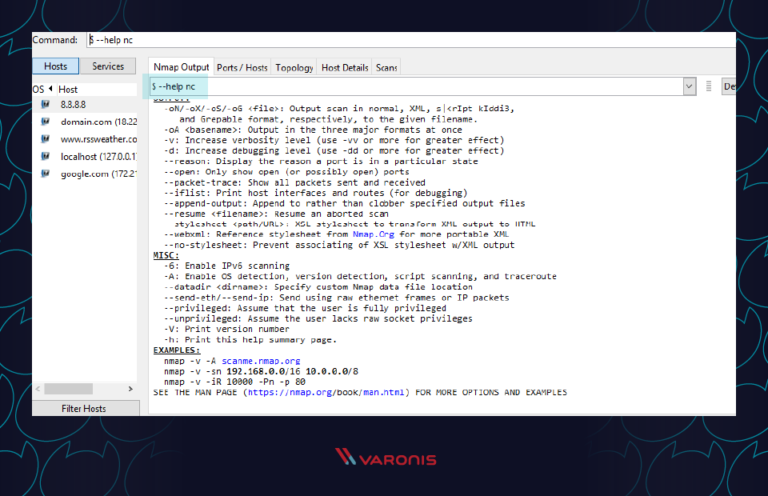 Command: $ --help nc
Hosts Services Nmap Output Ports / Hosts Topology Host Details Scans
$ --help nc
OS Host
8.8.8.8
domain.com (18.22
www.rssweather.co
localhost (127.0.0.1
google.com (172.21
-oN/-oX/-oS/-oG <file>: Output scan in normal, XML, s|<rIpt kIddi3,
and Grepable format, respectively, to the given filename.
-oA <basename>: Output in the three major formats at once
-v: Increase verbosity level (use -vv or more for greater effect)
-d: Increase debugging level (use -dd or more for greater effect)
--reason: Display the reason a port is in a particular state
--open: Only show open (or possibly open) ports
--packet-trace: Show all packets sent and received
--iflist: Print host interfaces and routes (for debugging)
--append-output: Append to rather than clobber specified output files
--resume <filename>: Resume an aborted scan
stylesheet <path/URL>: XSL stylesheet to transform XML output to HTML
--webxml: Reference stylesheet from Nmap.Org for more portable XML
--no-stylesheet: Prevent associating of XSL stylesheet w/XML output
MISC:
-6: Enable IPv6 scanning
-A: Enable OS detection, version detection, script scanning, and traceroute
--datadir <dirname>: Specify custom Nmap data file location
--send-eth/--send-ip: Send using raw ethernet frames or IP packets
--privileged: Assume that the user is fully privileged
--unprivileged: Assume the user lacks raw socket privileges
-V: Print version number
-h: Print this help summary page.
EXAMPLES:
nmap -v -A scanme.nmap.org
nmap -v -sn 192.168.0.0/16 10.0.0.0/8
nmap -v -iR 10000 -Pn -p 80
SEE THE MAN PAGE (https://nmap.org/book/man.html) FOR MORE OPTIONS AND EXAMPLES
Filter Hosts
VARONIS